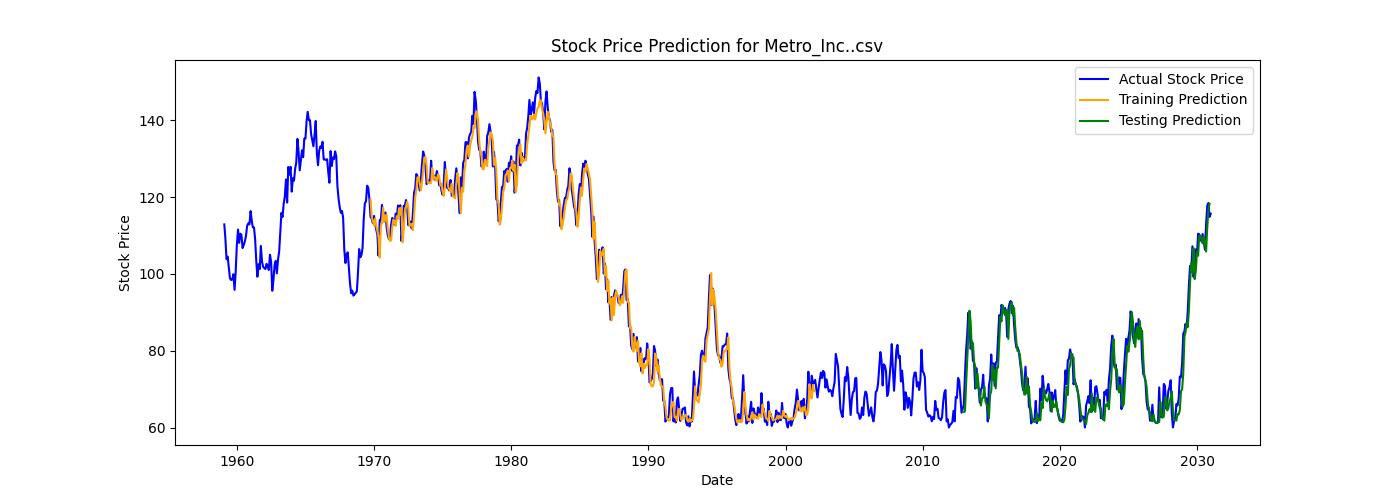 Stock Price Prediction for Metro_Inc..csv
Actual Stock Price
Training Prediction
Testing Prediction
Stock Price
140
120
100
80
60
1960 1970 1980 1990 2000 2010 2020 2030
Date